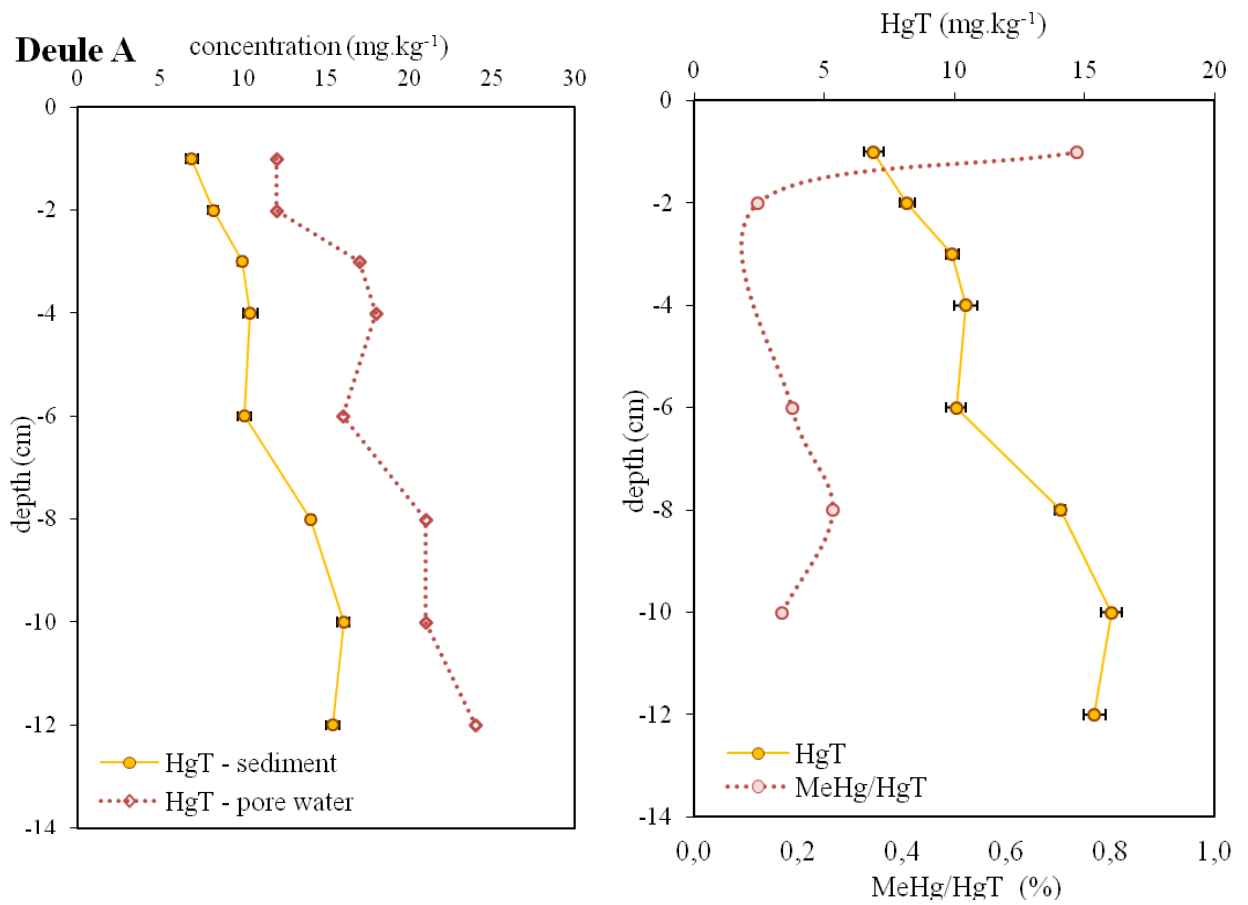 Deule A
concentration (mg.kg⁻¹)
0 5 10 15 20 25 30
0
-2
-4
-6
-8
-10
-12
-14
depth (cm)
HgT - sediment
HgT - pore water
HgT (mg.kg⁻¹)
0 5 10 15 20
0
-2
-4
-6
-8
-10
-12
-14
depth (cm)
HgT
MeHg/HgT
0,0 0,2 0,4 0,6 0,8 1,0
MeHg/HgT (%)